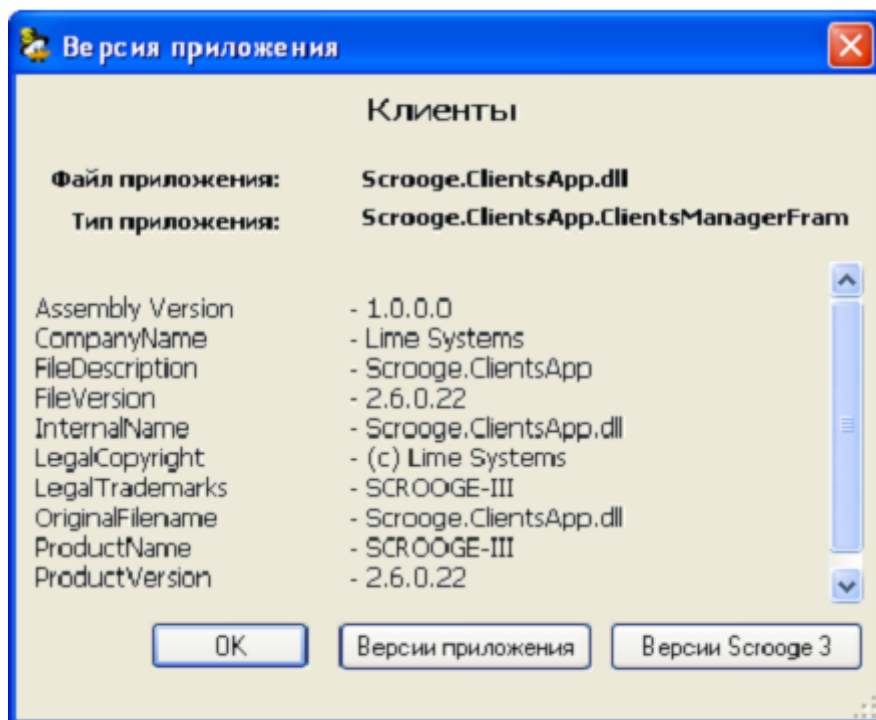 Версия приложения
Клиенты
Файл приложения: Scrooge.ClientsApp.dll
Тип приложения: Scrooge.ClientsApp.ClientsManagerFram
Assembly Version - 1.0.0.0
CompanyName - Lime Systems
FileDescription - Scrooge.ClientsApp
FileVersion - 2.6.0.22
InternalName - Scrooge.ClientsApp.dll
LegalCopyright - (c) Lime Systems
LegalTrademarks - SCROOGE-III
OriginalFilename - Scrooge.ClientsApp.dll
ProductName - SCROOGE-III
ProductVersion - 2.6.0.22
OK Версии приложения Версии Scrooge 3